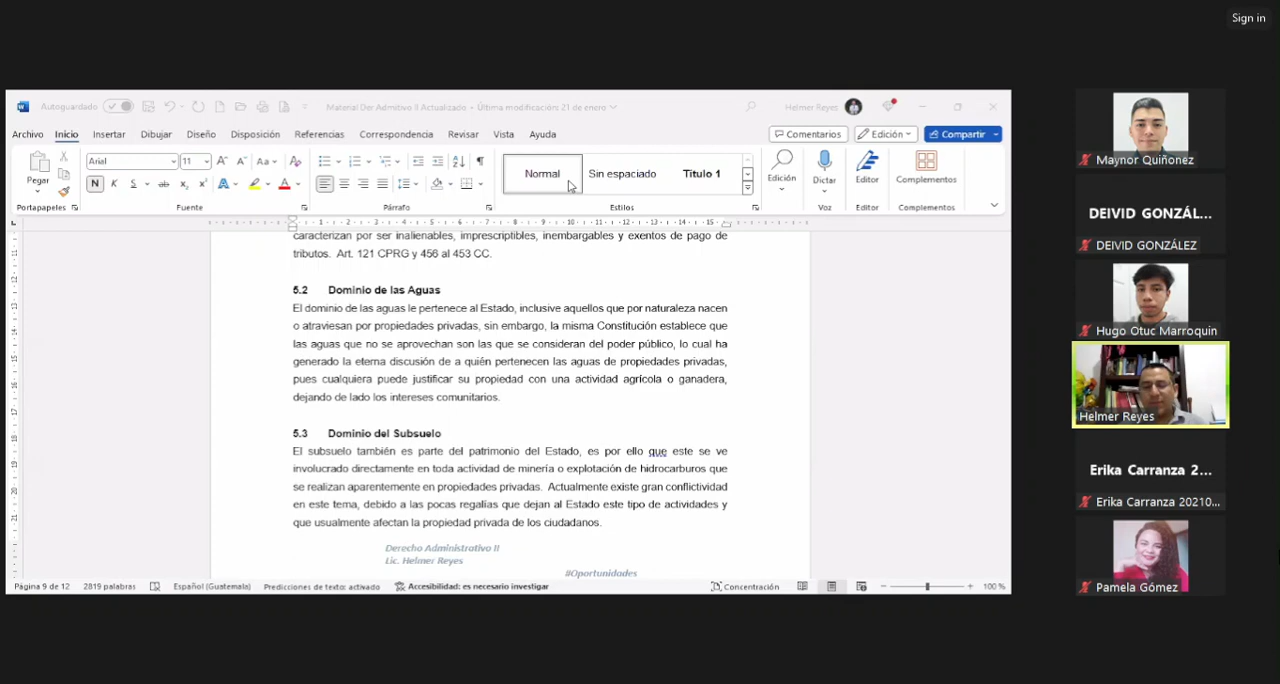 Sign in
Autoguardado
Material Der Admitivo II Actualizado • Última modificación: 21 de enero
Helmer Reyes
Archivo Inicio Insertar Dibujar Diseño Disposición Referencias Correspondencia Revisar Vista Ayuda
Comentarios Edición Compartir
Pegar
Arial 11
Normal Sin espaciado Título 1
Edición Dictar Editor Complementos
Portapapeles Fuente Párrafo Estilos Voz Editor Complementos
caracterizan por ser inalienables, imprescriptibles, inembargables y exentos de pago de
tributos. Art. 121 CPRG y 456 al 453 CC.
5.2 Dominio de las Aguas
El dominio de las aguas le pertenece al Estado, inclusive aquellos que por naturaleza nacen
o atraviesan por propiedades privadas, sin embargo, la misma Constitución establece que
las aguas que no se aprovechan son las que se consideran del poder público, lo cual ha
generado la eterna discusión de a quién pertenecen las aguas de propiedades privadas,
pues cualquiera puede justificar su propiedad con una actividad agrícola o ganadera,
dejando de lado los intereses comunitarios.
5.3 Dominio del Subsuelo
El subsuelo también es parte del patrimonio del Estado, es por ello que este se ve
involucrado directamente en toda actividad de minería o explotación de hidrocarburos que
se realizan aparentemente en propiedades privadas. Actualmente existe gran conflictividad
en este tema, debido a las pocas regalías que dejan al Estado este tipo de actividades y
que usualmente afectan la propiedad privada de los ciudadanos.
Derecho Administrativo II
Lic. Helmer Reyes
#Oportunidades
Página 9 de 12 2819 palabras Español (Guatemala) Predicciones de texto: activado Accesibilidad: es necesario investigar Concentración 100 %
Maynor Quiñonez
DEIVID GONZÁL...
DEIVID GONZÁLEZ
Hugo Otuc Marroquin
Helmer Reyes
Erika Carranza 2...
Erika Carranza 20210...
Pamela Gómez